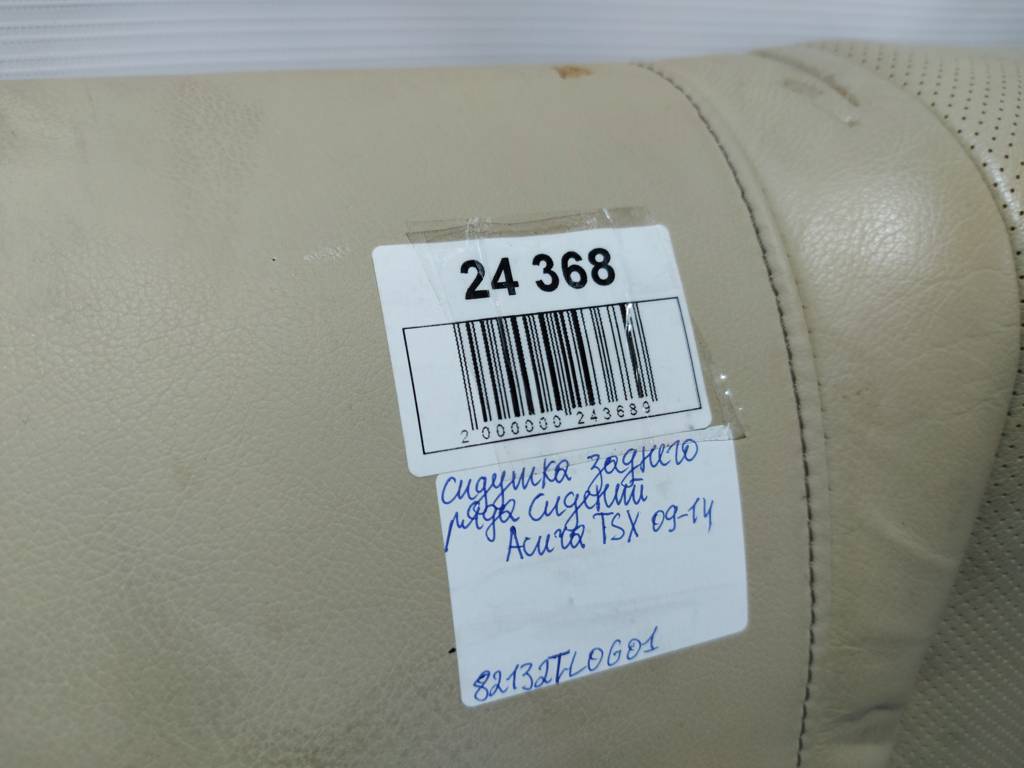 24 368
2 000000 243689
сидушка заднего
ряда сидений
Acura TSX 09-14
82132TL0G01